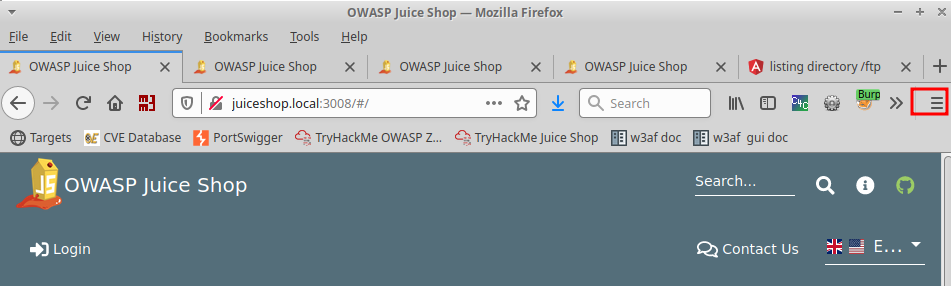 OWASP Juice Shop — Mozilla Firefox
File Edit View History Bookmarks Tools Help
OWASP Juice Shop OWASP Juice Shop OWASP Juice Shop OWASP Juice Shop listing directory /ftp
juiceshop.local:3008/#/ Search C4C Burp
Targets CVE Database PortSwigger TryHackMe OWASP Z... TryHackMe Juice Shop w3af doc w3af gui doc
JS OWASP Juice Shop Search...
Login Contact Us E...